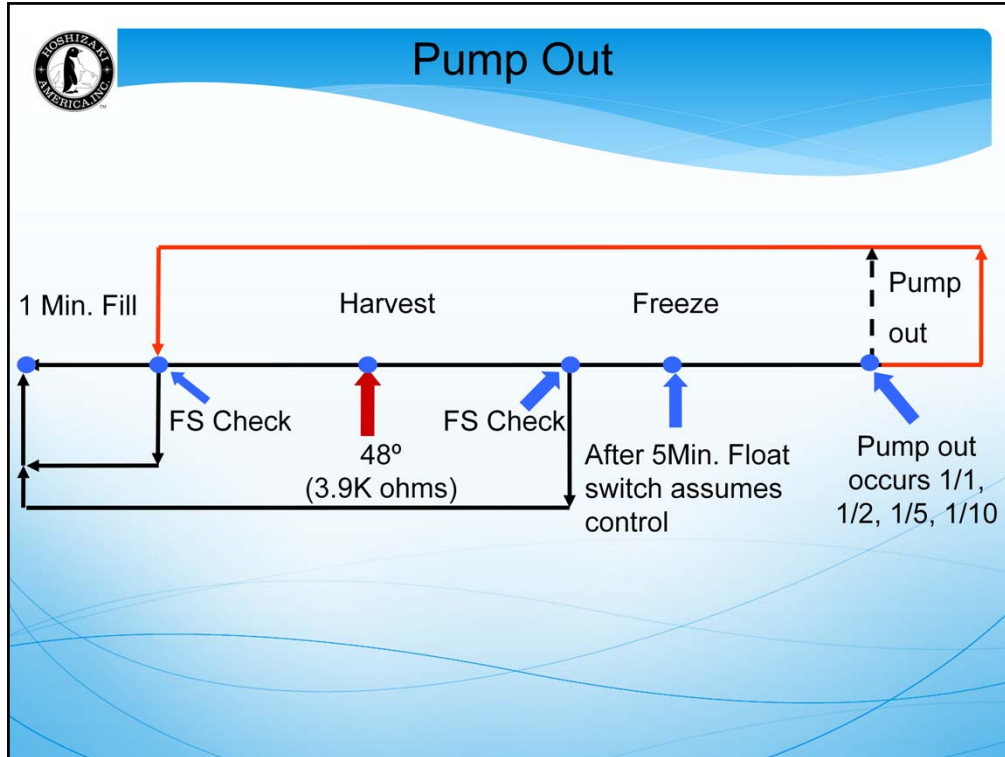 HOSHIZAKI
AMERICA, INC.
TM
Pump Out
1 Min. Fill
Harvest
Freeze
Pump
out
FS Check
48º
(3.9K ohms)
FS Check
After 5Min. Float
switch assumes
control
Pump out
occurs 1/1,
1/2, 1/5, 1/10